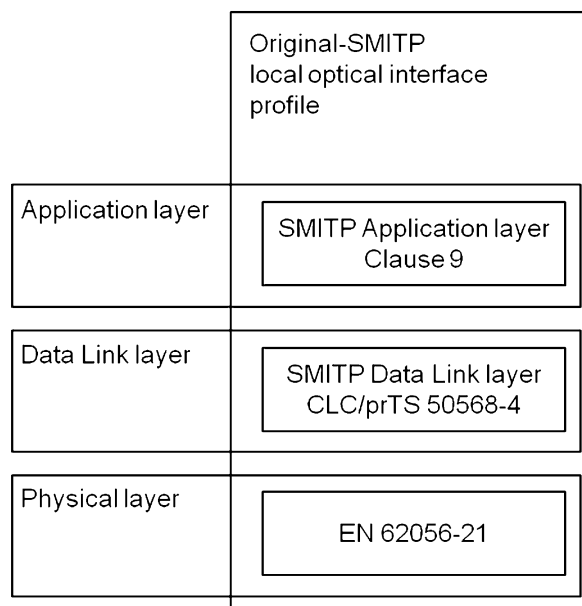 Original-SMITP
local optical interface
profile
Application layer
SMITP Application layer
Clause 9
Data Link layer
SMITP Data Link layer
CLC/prTS 50568-4
Physical layer
EN 62056-21